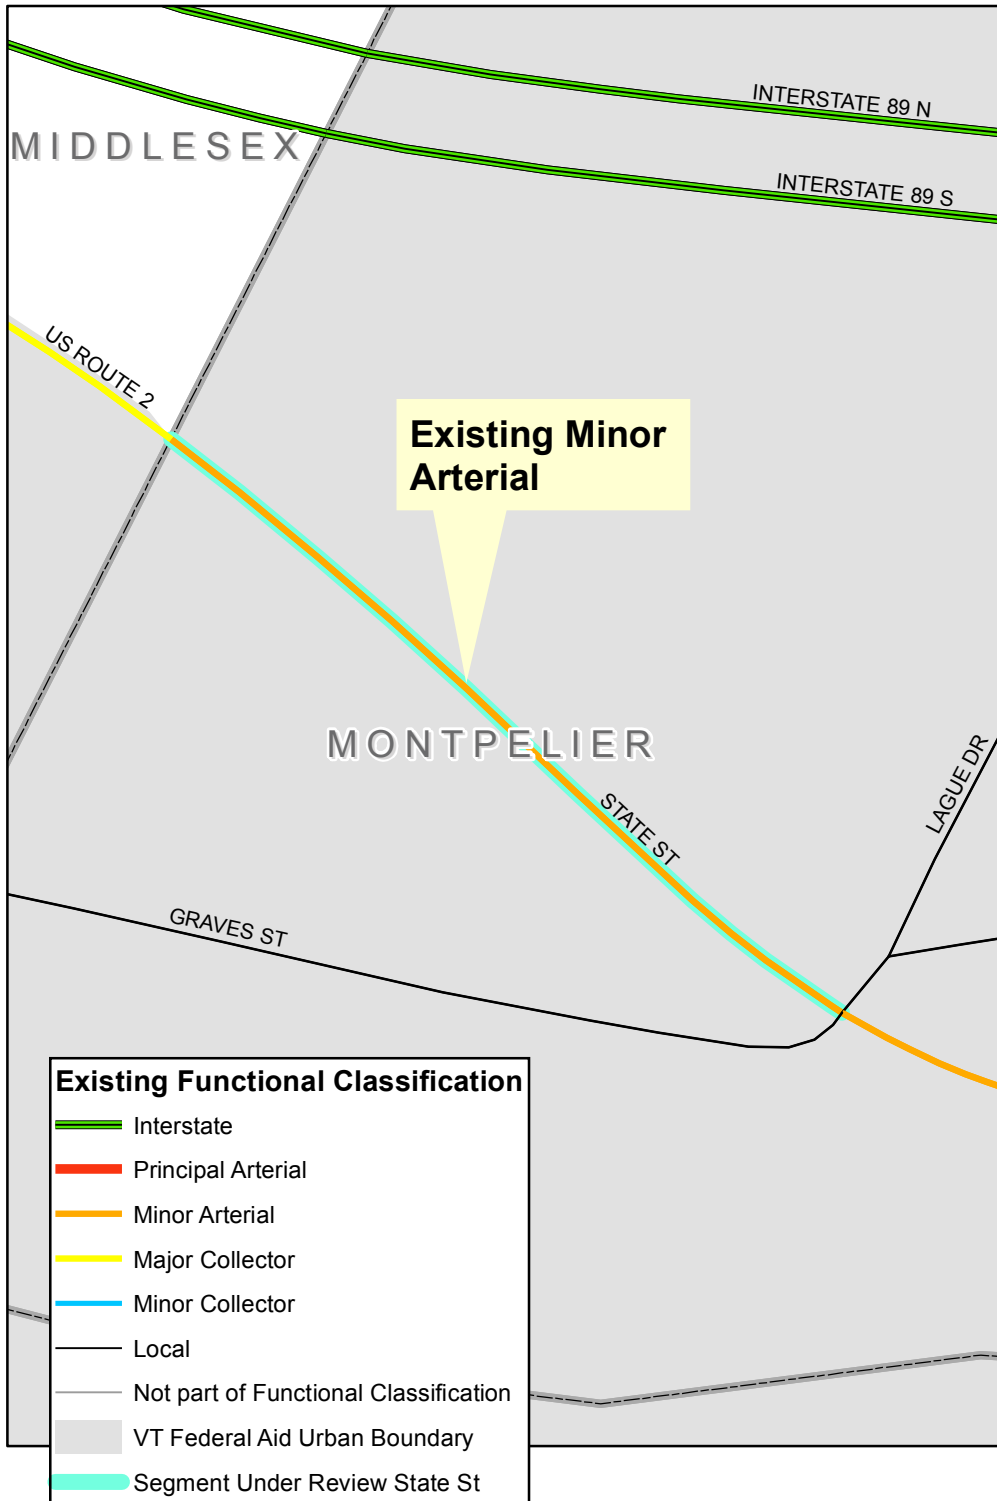 INTERSTATE 89 N
MIDDLESEX
INTERSTATE 89 S
US ROUTE 2
Existing Minor
Arterial
MONTPELIER
LAGUE DR
STATE ST
GRAVES ST
Existing Functional Classification
Interstate
Principal Arterial
Minor Arterial
Major Collector
Minor Collector
Local
Not part of Functional Classification
VT Federal Aid Urban Boundary
Segment Under Review State St